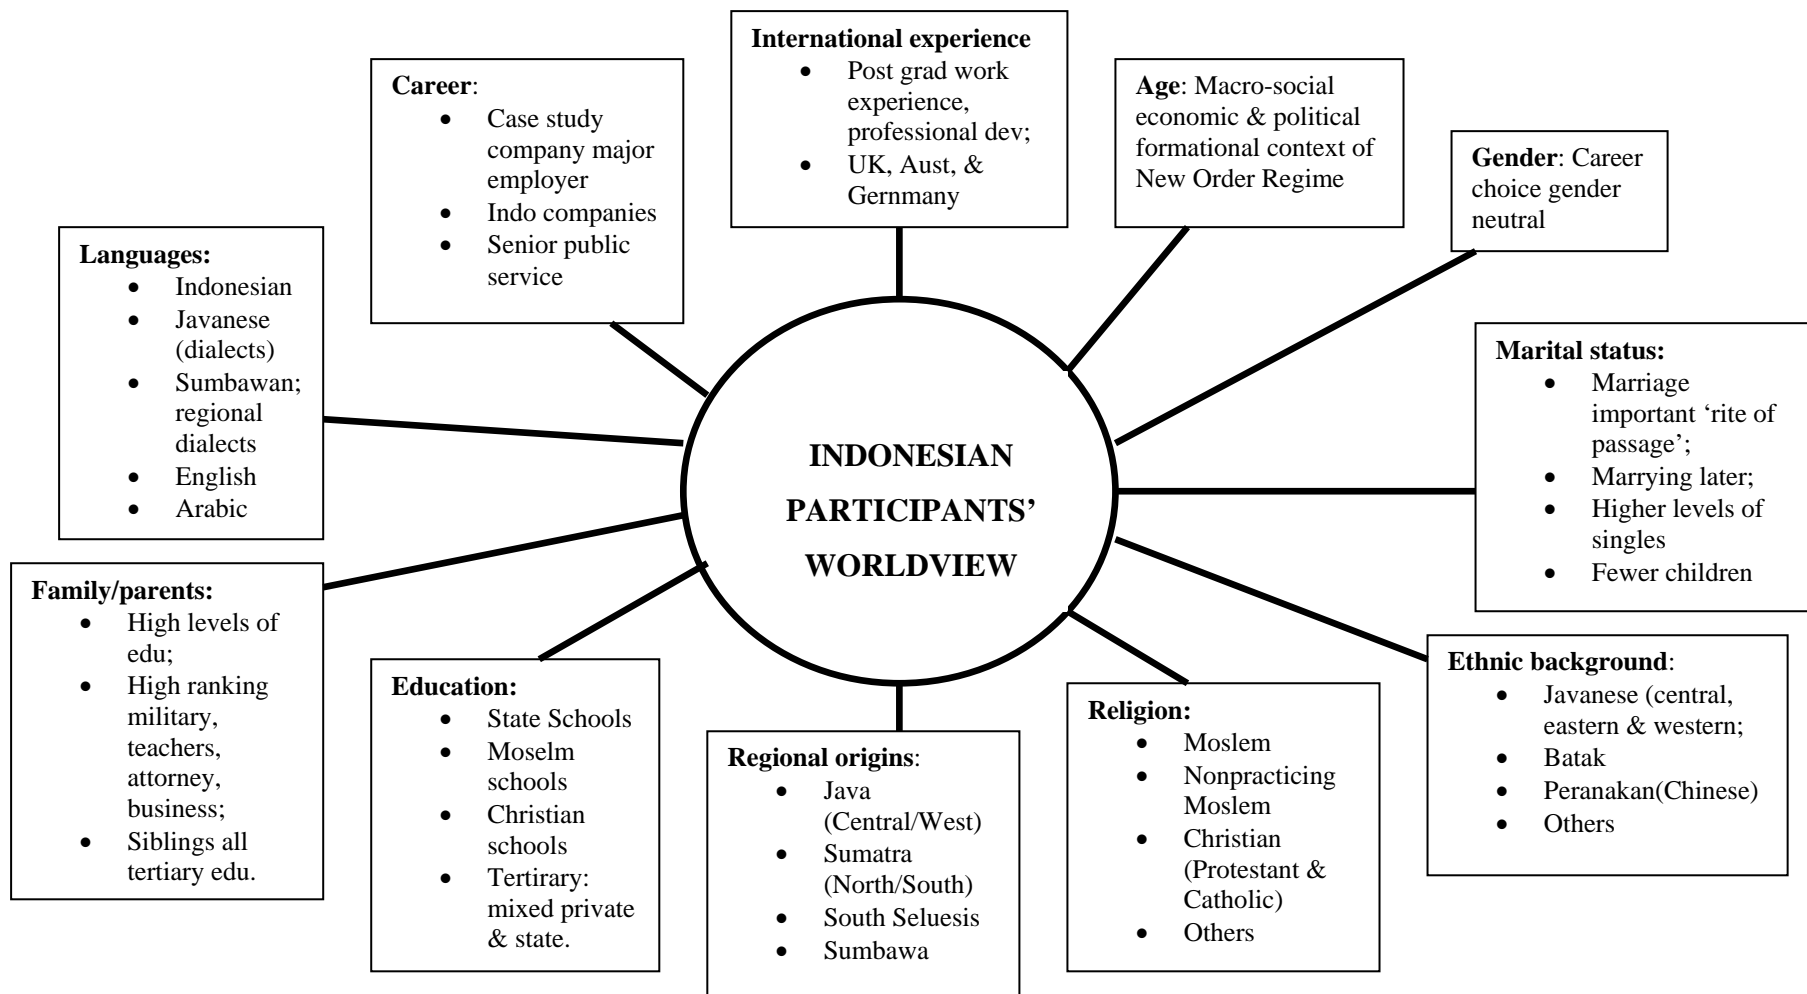 International experience
• Post grad work
experience,
professional dev;
• UK, Aust, &
Gernmany
Career:
• Case study
company major
employer
• Indo companies
• Senior public
service
Age: Macro-social
economic & political
formational context of
New Order Regime
Gender: Career
choice gender
neutral
Languages:
• Indonesian
• Javanese
(dialects)
• Sumbawan;
regional
dialects
• English
• Arabic
Marital status:
• Marriage
important ‘rite of
passage’;
• Marrying later;
• Higher levels of
singles
• Fewer children
INDONESIAN
PARTICIPANTS’
WORLDVIEW
Family/parents:
• High levels of
edu;
• High ranking
military,
teachers,
attorney,
business;
• Siblings all
tertiary edu.
Education:
• State Schools
• Moselm
schools
• Christian
schools
• Tertirary:
mixed private
& state.
Regional origins:
• Java
(Central/West)
• Sumatra
(North/South)
• South Seluesis
• Sumbawa
Religion:
• Moslem
• Nonpracticing
Moslem
• Christian
(Protestant &
Catholic)
• Others
Ethnic background:
• Javanese (central,
eastern & western;
• Batak
• Peranakan(Chinese)
• Others